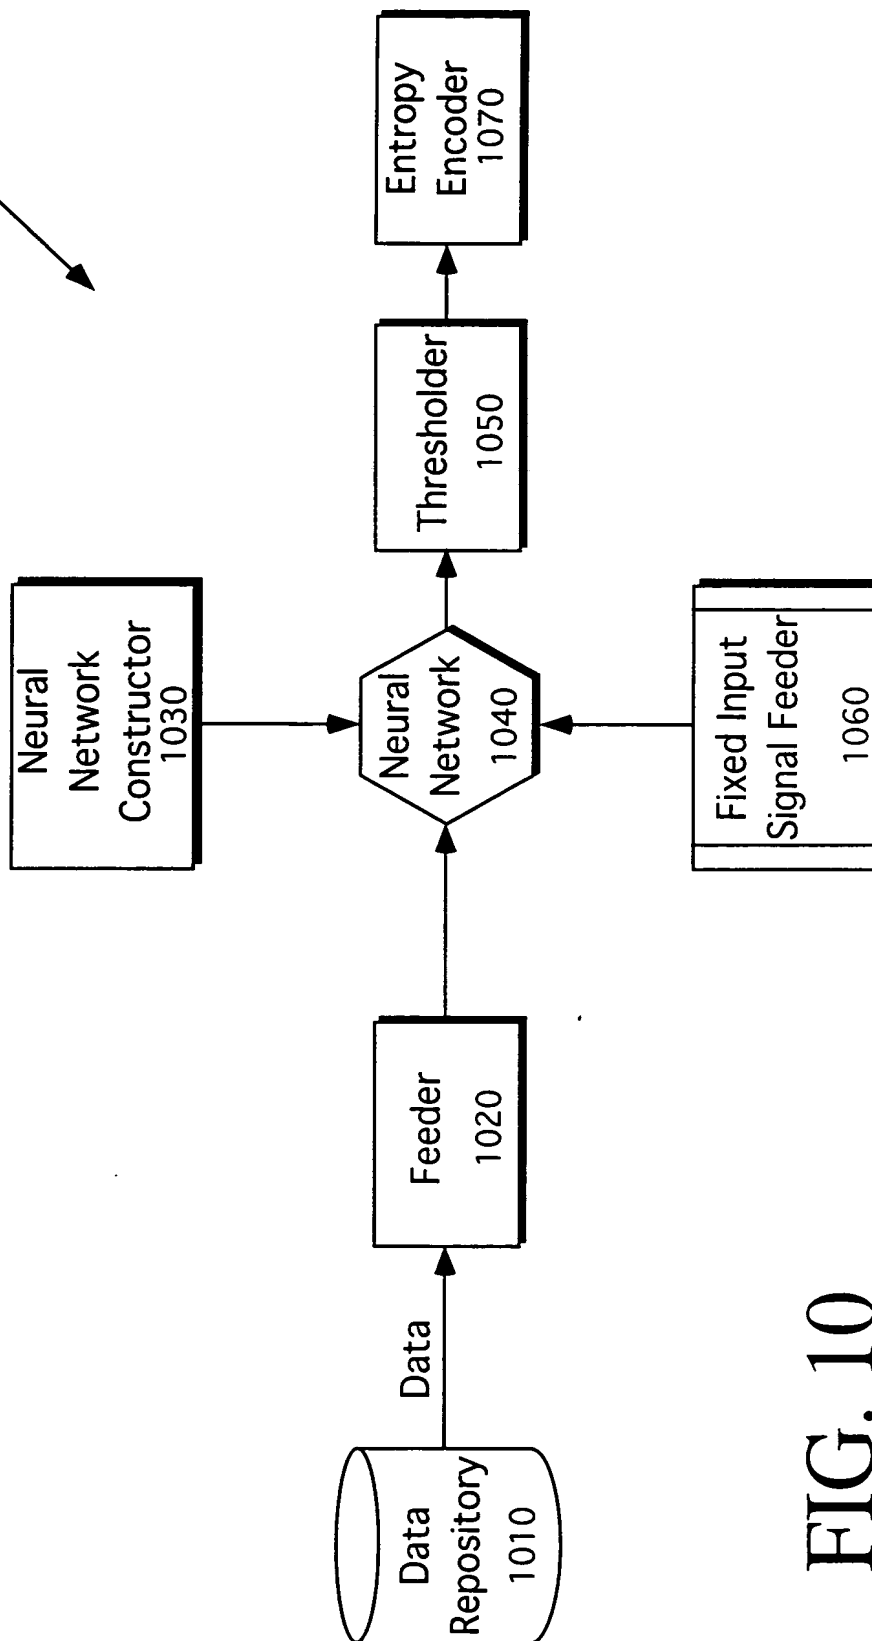 Neural
Network
Constructor
1030
Data
Repository
1010
Data
Feeder
1020
Neural
Network
1040
Thresholder
1050
Entropy
Encoder
1070
Fixed Input
Signal Feeder
1060
FIG. 10